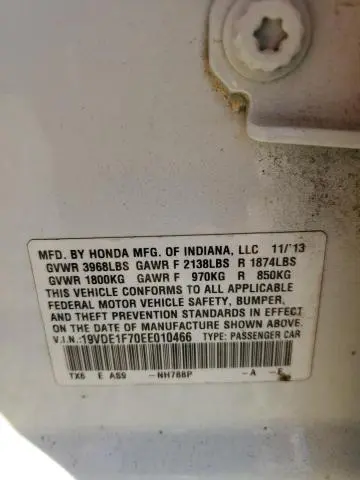 MFD. BY HONDA MFG. OF INDIANA, LLC 11/13
GVWR 3968LBS GAWR F 2138LBS R 1874LBS
GVWR 1800KG GAWR F 970KG R 850KG
THIS VEHICLE CONFORMS TO ALL APPLICABLE
FEDERAL MOTOR VEHICLE SAFETY, BUMPER,
AND THEFT PREVENTION STANDARDS IN
EFFECT ON THE DATE OF MANUFACTURE SHOWN ABOVE.
V.I.N.:19VDE1F70EE010466 TYPE: PASSENGER CAR
TX6 E AS9 -NH788P -A -E